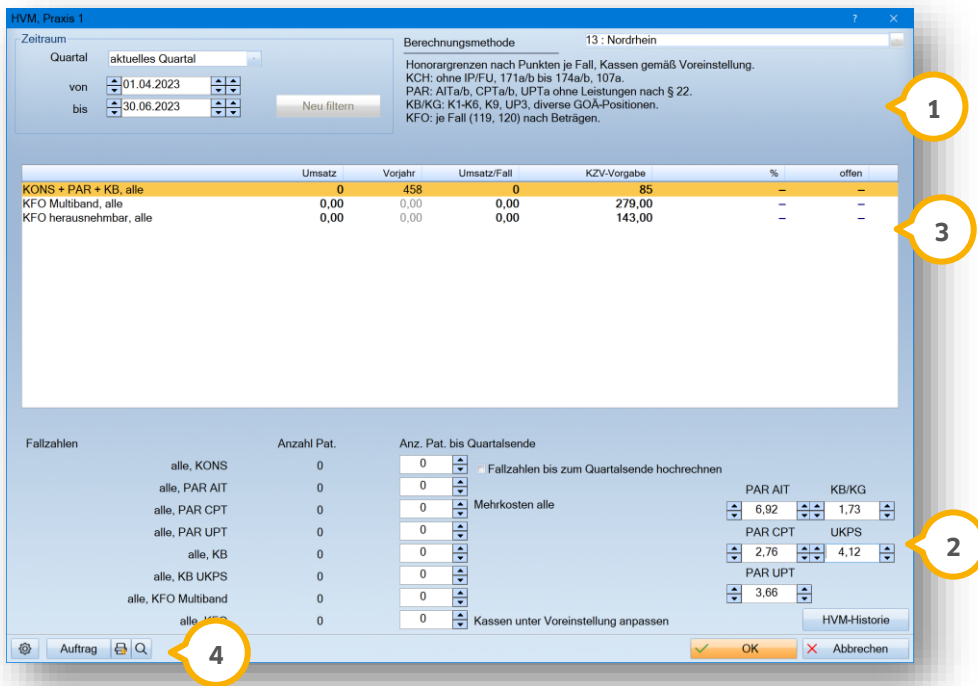 HVM, Praxis 1
Zeitraum
Quartal aktuelles Quartal
von 01.04.2023
bis 30.06.2023
Neu filtern
Berechnungsmethode 13 : Nordrhein
Honorargrenzen nach Punkten je Fall, Kassen gemäß Voreinstellung.
KCH: ohne IP/FU, 171a/b bis 174a/b, 107a.
PAR: AITa/b, CPTa/b, UPTa ohne Leistungen nach § 22.
KB/KG: K1-K6, K9, UP3, diverse GOÄ-Positionen.
KFO: je Fall (119, 120) nach Beträgen.
1
Umsatz Vorjahr Umsatz/Fall KZV-Vorgabe % offen
KONS + PAR + KB, alle 0 458 0 85 – –
KFO Multiband, alle 0,00 0,00 0,00 279,00 – –
KFO herausnehmbar, alle 0,00 0,00 0,00 143,00 – –
3
Fallzahlen Anzahl Pat. Anz. Pat. bis Quartalsende
alle, KONS 0 0 Fallzahlen bis zum Quartalsende hochrechnen
alle, PAR AIT 0 0
alle, PAR CPT 0 0 Mehrkosten alle
alle, PAR UPT 0 0
alle, KB 0 0
alle, KB UKPS 0 0
alle, KFO Multiband 0 0
alle, KFO 0 0 Kassen unter Voreinstellung anpassen
PAR AIT KB/KG
6,92 1,73
PAR CPT UKPS
2,76 4,12
PAR UPT
3,66
2
HVM-Historie
Auftrag
4
OK Abbrechen